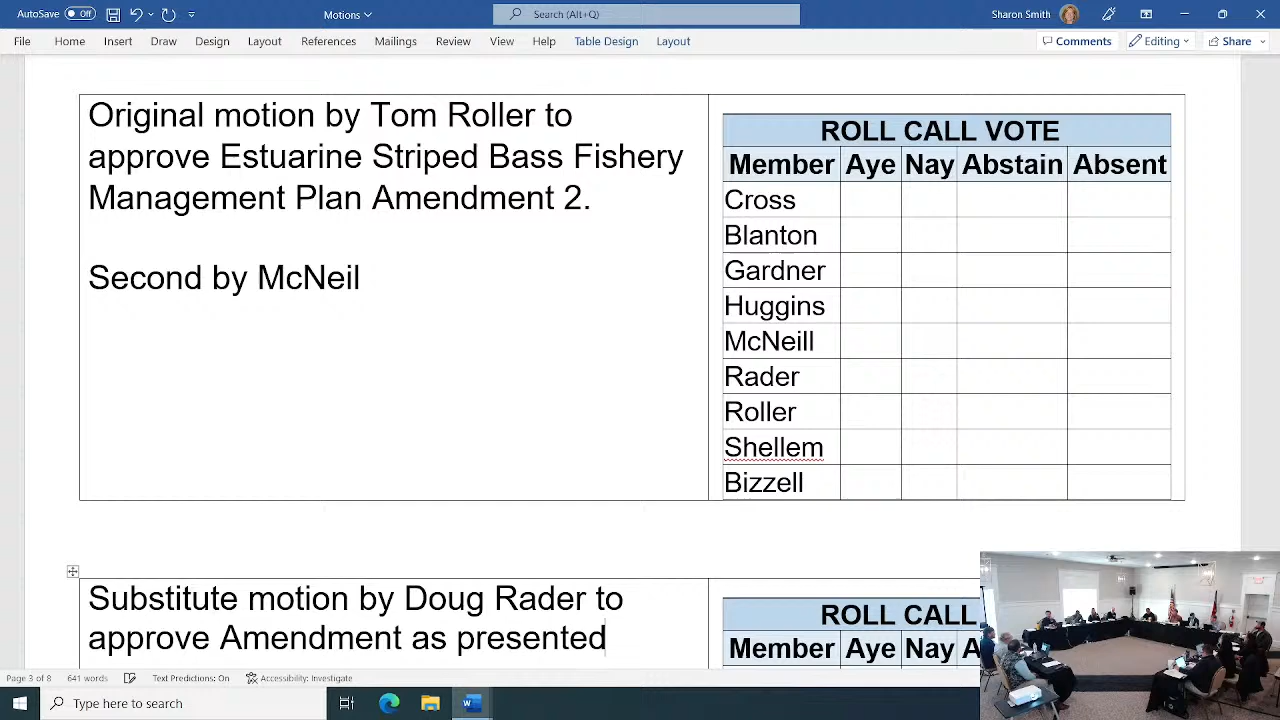 AutoSave Off
Motions
Search (Alt+Q)
Sharon Smith
File Home Insert Draw Design Layout References Mailings Review View Help Table Design Layout
Comments Editing Share
Original motion by Tom Roller to
approve Estuarine Striped Bass Fishery
Management Plan Amendment 2.
Second by McNeil
ROLL CALL VOTE
Member Aye Nay Abstain Absent
Cross
Blanton
Gardner
Huggins
McNeill
Rader
Roller
Shellem
Bizzell
Substitute motion by Doug Rader to
approve Amendment as presented
ROLL CALL
Member Aye Nay A
Page 3 of 8 641 words Text Predictions: On Accessibility: Investigate
Type here to search